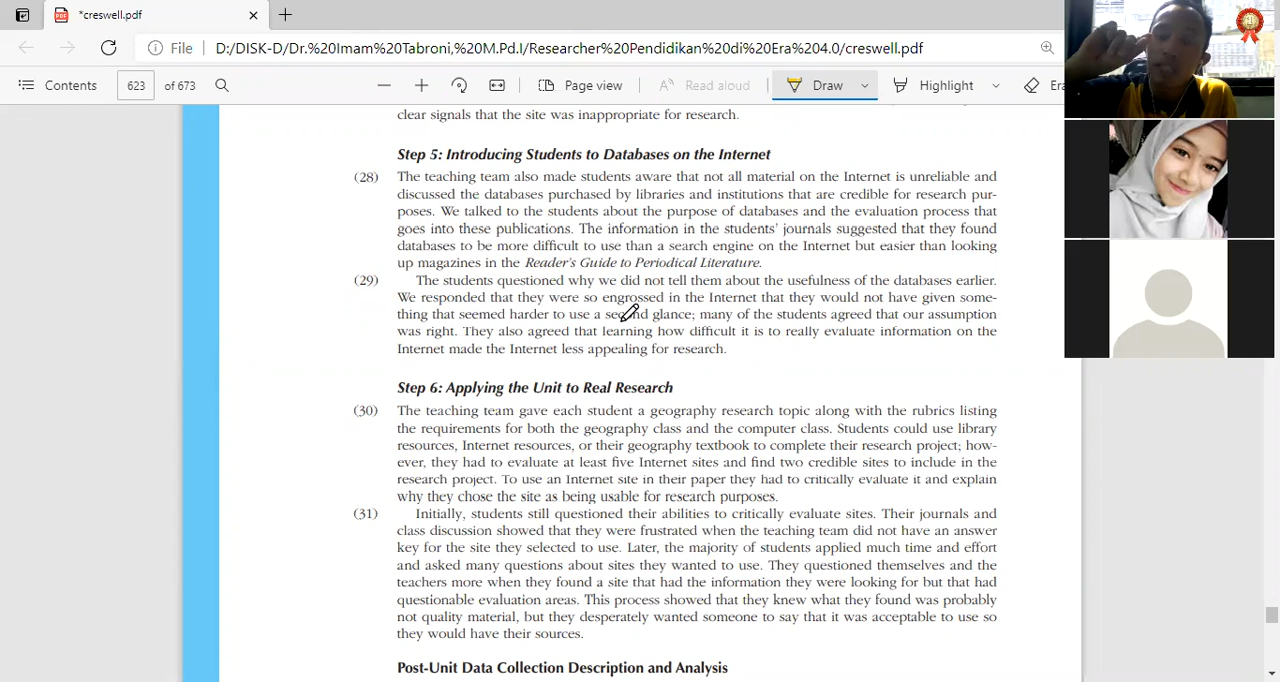 *creswell.pdf
File
D:/DISK-D/Dr.%20Imam%20Tabroni,%20M.Pd./Researcher%20Pendidikan%20di%20Era%204.0/creswell.pdf
Contents
623
of 673
Page view
Read aloud
Draw
Highlight
clear signals that the site was inappropriate for research.
Step 5: Introducing Students to Databases on the Internet
(28) The teaching team also made students aware that not all material on the Internet is unreliable and
discussed the databases purchased by libraries and institutions that are credible for research pur-
poses. We talked to the students about the purpose of databases and the evaluation process that
goes into these publications. The information in the students' journals suggested that they found
databases to be more difficult to use than a search engine on the Internet but easier than looking
up magazines in the Reader's Guide to Periodical Literature.
(29) The students questioned why we did not tell them about the usefulness of the databases earlier.
We responded that they were so engrossed in the Internet that they would not have given some-
thing that seemed harder to use a second glance; many of the students agreed that our assumption
was right. They also agreed that learning how difficult it is to really evaluate information on the
Internet made the Internet less appealing for research.
Step 6: Applying the Unit to Real Research
(30) The teaching team gave each student a geography research topic along with the rubrics listing
the requirements for both the geography class and the computer class. Students could use library
resources, Internet resources, or their geography textbook to complete their research project; how-
ever, they had to evaluate at least five Internet sites and find two credible sites to include in the
research project. To use an Internet site in their paper they had to critically evaluate it and explain
why they chose the site as being usable for research purposes.
(31) Initially, students still questioned their abilities to critically evaluate sites. Their journals and
class discussion showed that they were frustrated when the teaching team did not have an answer
key for the site they selected to use. Later, the majority of students applied much time and effort
and asked many questions about sites they wanted to use. They questioned themselves and the
teachers more when they found a site that had the information they were looking for but that had
questionable evaluation areas. This process showed that they knew what they found was probably
not quality material, but they desperately wanted someone to say that it was acceptable to use so
they would have their sources.
Post-Unit Data Collection Description and Analysis